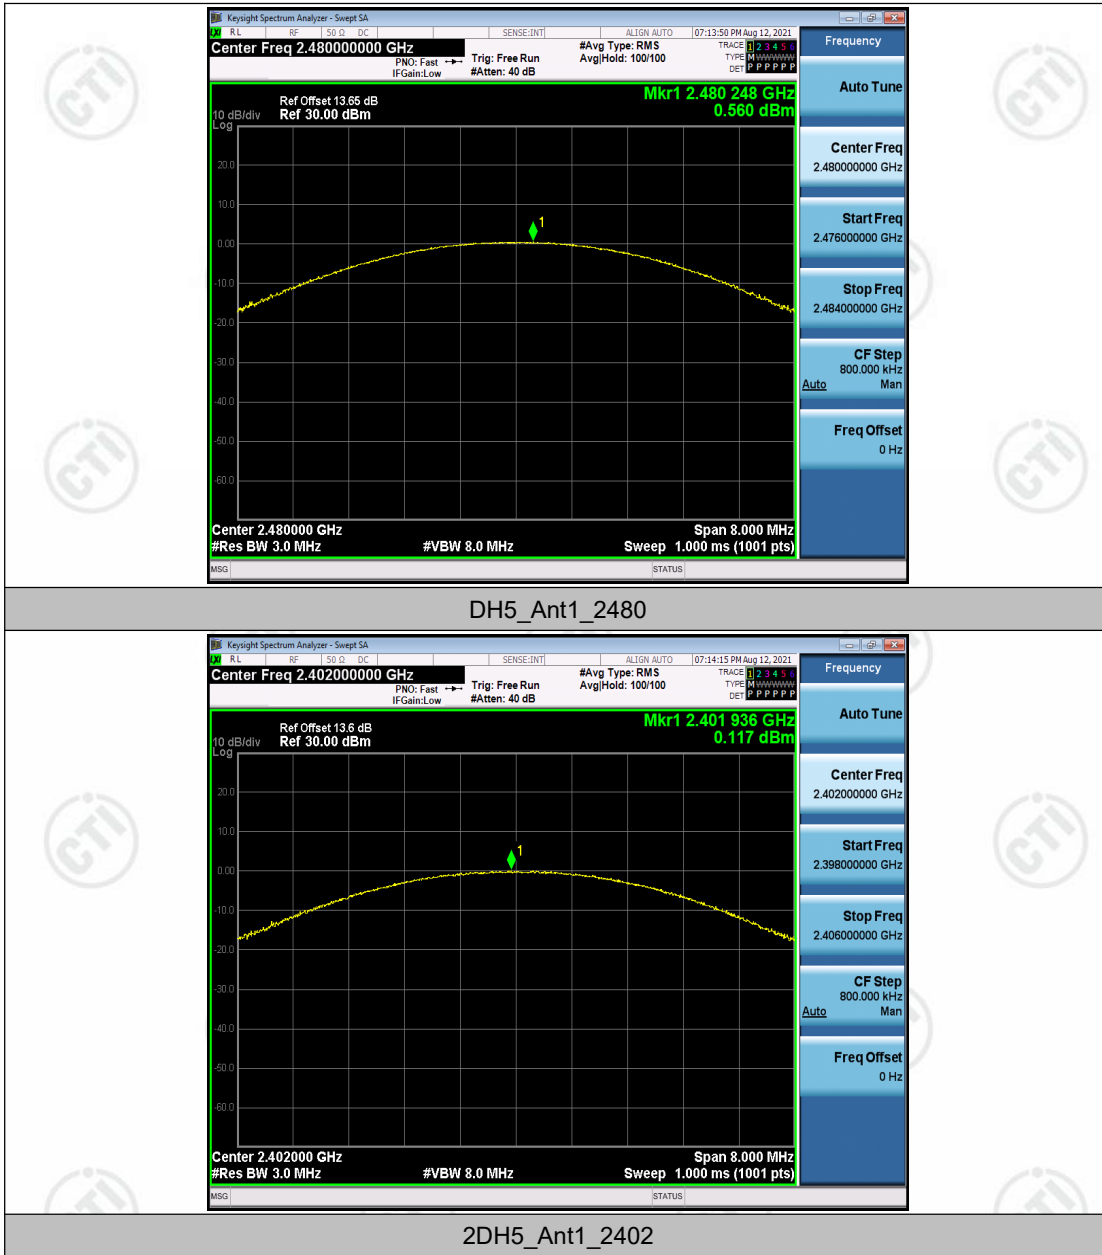 Keysight Spectrum Analyzer - Swept SA
LXI RL RF 50 Ω DC SENSE:INT ALIGN AUTO 07:13:50 PM Aug 12, 2021
Center Freq 2.480000000 GHz
PNO: Fast
IFGain:Low
Trig: Free Run
#Atten: 40 dB
#Avg Type: RMS
Avg|Hold: 100/100
TRACE 1 2 3 4 5 6
TYPE M WWWWW
DET P P P P P P
Frequency
Mkr1 2.480 248 GHz
0.560 dBm
Ref Offset 13.65 dB
10 dB/div Ref 30.00 dBm
Log
20.0
10.0
0.00
-10.0
-20.0
-30.0
-40.0
-50.0
-60.0
1
Center 2.480000 GHz Span 8.000 MHz
#Res BW 3.0 MHz #VBW 8.0 MHz Sweep 1.000 ms (1001 pts)
MSG STATUS
Auto Tune
Center Freq
2.480000000 GHz
Start Freq
2.476000000 GHz
Stop Freq
2.484000000 GHz
CF Step
800.000 kHz
Auto Man
Freq Offset
0 Hz
DH5_Ant1_2480
Keysight Spectrum Analyzer - Swept SA
LXI RL RF 50 Ω DC SENSE:INT ALIGN AUTO 07:14:15 PM Aug 12, 2021
Center Freq 2.402000000 GHz
PNO: Fast
IFGain:Low
Trig: Free Run
#Atten: 40 dB
#Avg Type: RMS
Avg|Hold: 100/100
TRACE 1 2 3 4 5 6
TYPE M WWWWW
DET P P P P P P
Frequency
Mkr1 2.401 936 GHz
0.117 dBm
Ref Offset 13.6 dB
10 dB/div Ref 30.00 dBm
Log
20.0
10.0
0.00
-10.0
-20.0
-30.0
-40.0
-50.0
-60.0
1
Center 2.402000 GHz Span 8.000 MHz
#Res BW 3.0 MHz #VBW 8.0 MHz Sweep 1.000 ms (1001 pts)
MSG STATUS
Auto Tune
Center Freq
2.402000000 GHz
Start Freq
2.398000000 GHz
Stop Freq
2.406000000 GHz
CF Step
800.000 kHz
Auto Man
Freq Offset
0 Hz
2DH5_Ant1_2402
CTI
CTI
CTI
CTI
CTI
CTI